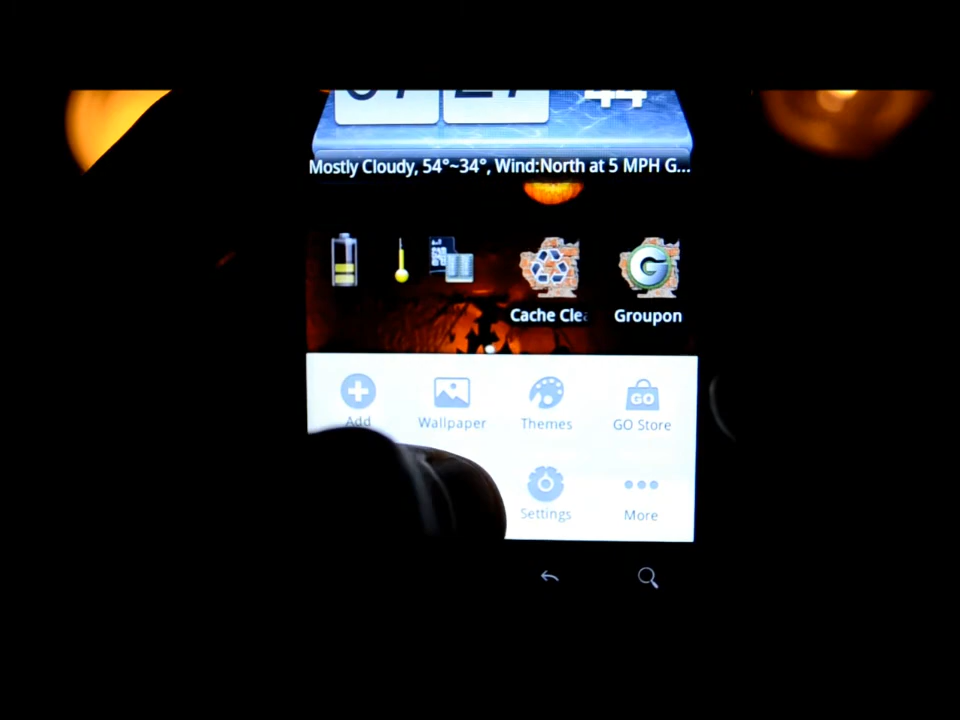 44
Mostly Cloudy, 54°~34°, Wind:North at 5 MPH G...
Cache Clea
Groupon
G
Add
Wallpaper
Themes
GO
GO Store
Settings
More